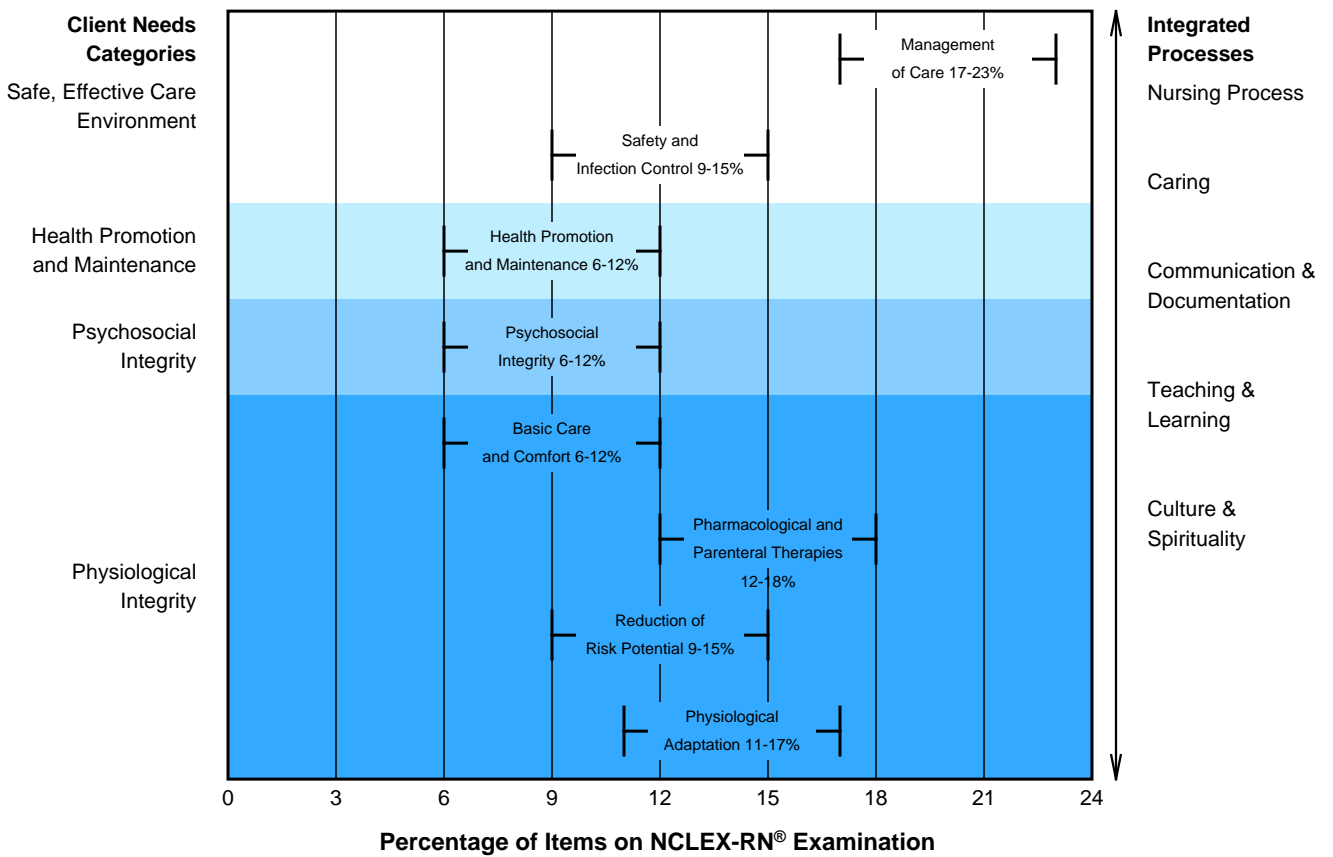 Client Needs
Categories
Safe, Effective Care
Environment
Health Promotion
and Maintenance
Psychosocial
Integrity
Physiological
Integrity
Management
of Care 17-23%
Safety and
Infection Control 9-15%
Health Promotion
and Maintenance 6-12%
Psychosocial
Integrity 6-12%
Basic Care
and Comfort 6-12%
Pharmacological and
Parenteral Therapies
12-18%
Reduction of
Risk Potential 9-15%
Physiological
Adaptation 11-17%
Integrated
Processes
Nursing Process
Caring
Communication &
Documentation
Teaching &
Learning
Culture &
Spirituality
0 3 6 9 12 15 18 21 24
Percentage of Items on NCLEX-RN® Examination